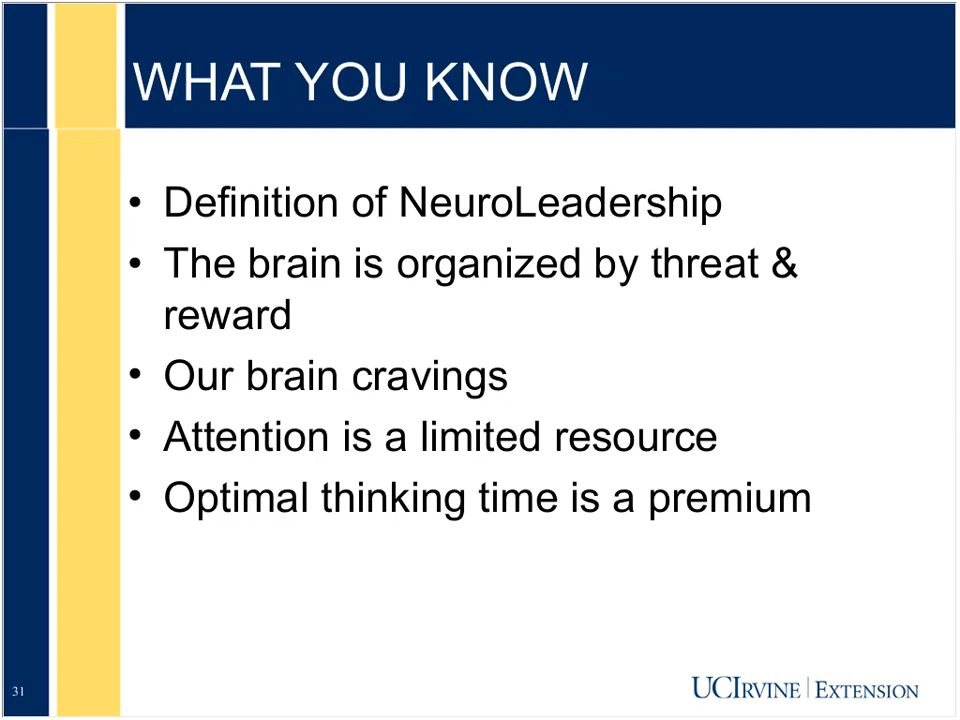 WHAT YOU KNOW
• Definition of NeuroLeadership
• The brain is organized by threat &
reward
• Our brain cravings
• Attention is a limited resource
• Optimal thinking time is a premium
31
UCIRVINE | EXTENSION